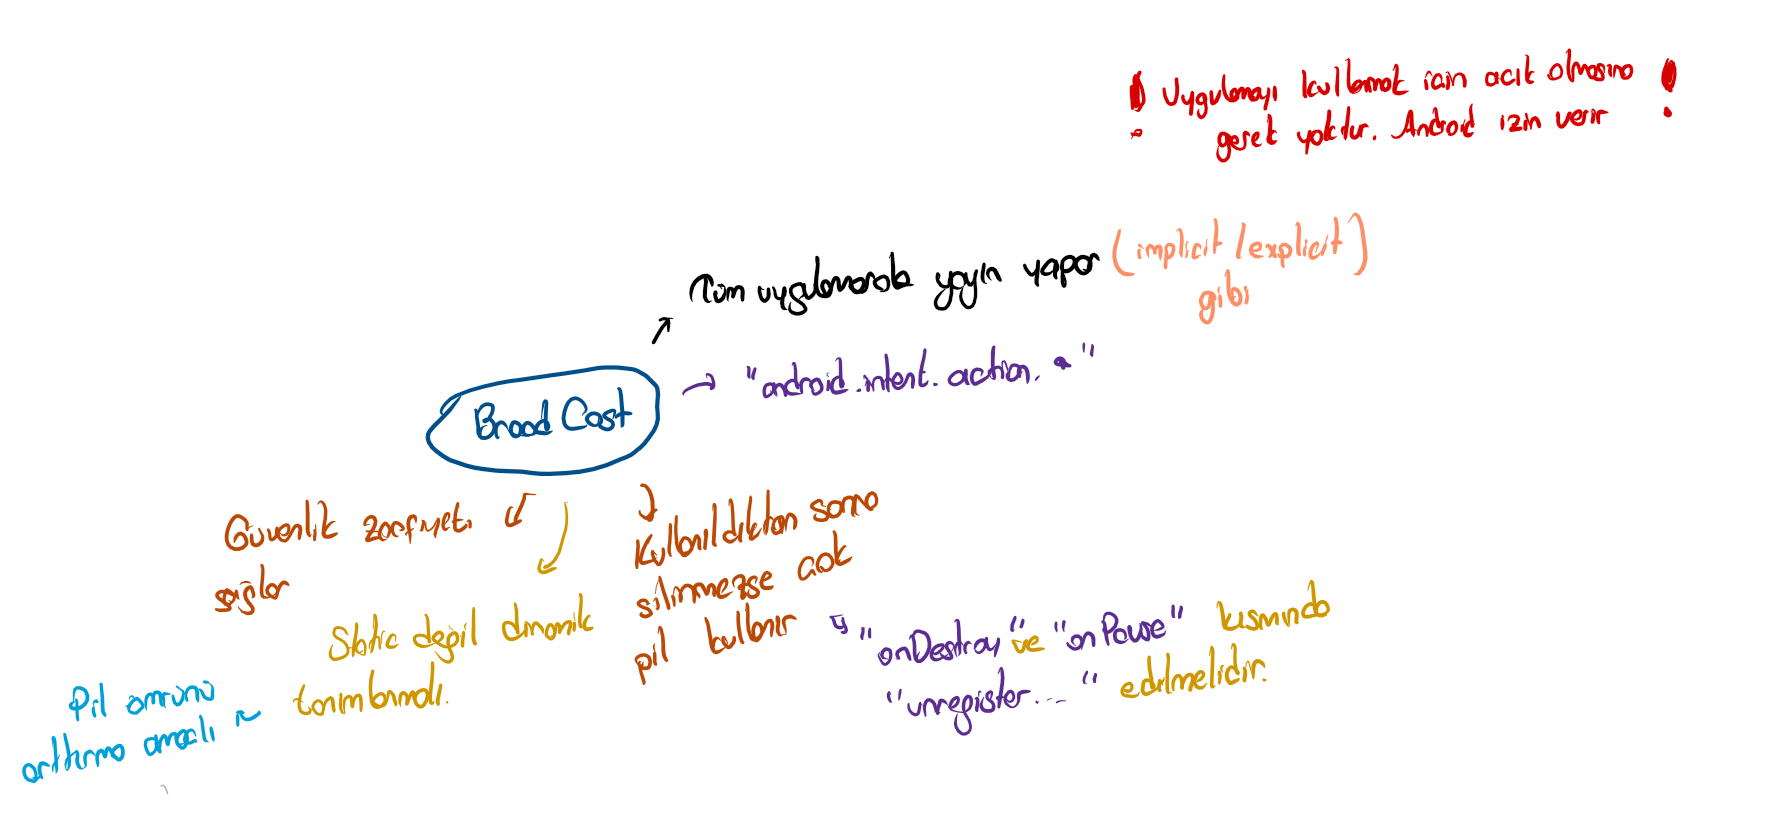 ! Uygulamayı kullanmak için açık olmasına !
gerek yoktur. Android izin verir
Tüm uygulamarala yayın yapar (implicit / explicit)
gibi
→ "android.intent.action. * "
Broad Cast
Güvenlik zaafiyeti
sağlar
Kullanıldıktan sonra
silinmezse çok
pil kullanır
Static değil dinamik
tanımlanmalı.
Pil ömrünü
arttırma amaçlı
"onDestroy" ve "onPause" kısmında
"unregister..." edilmelidir.